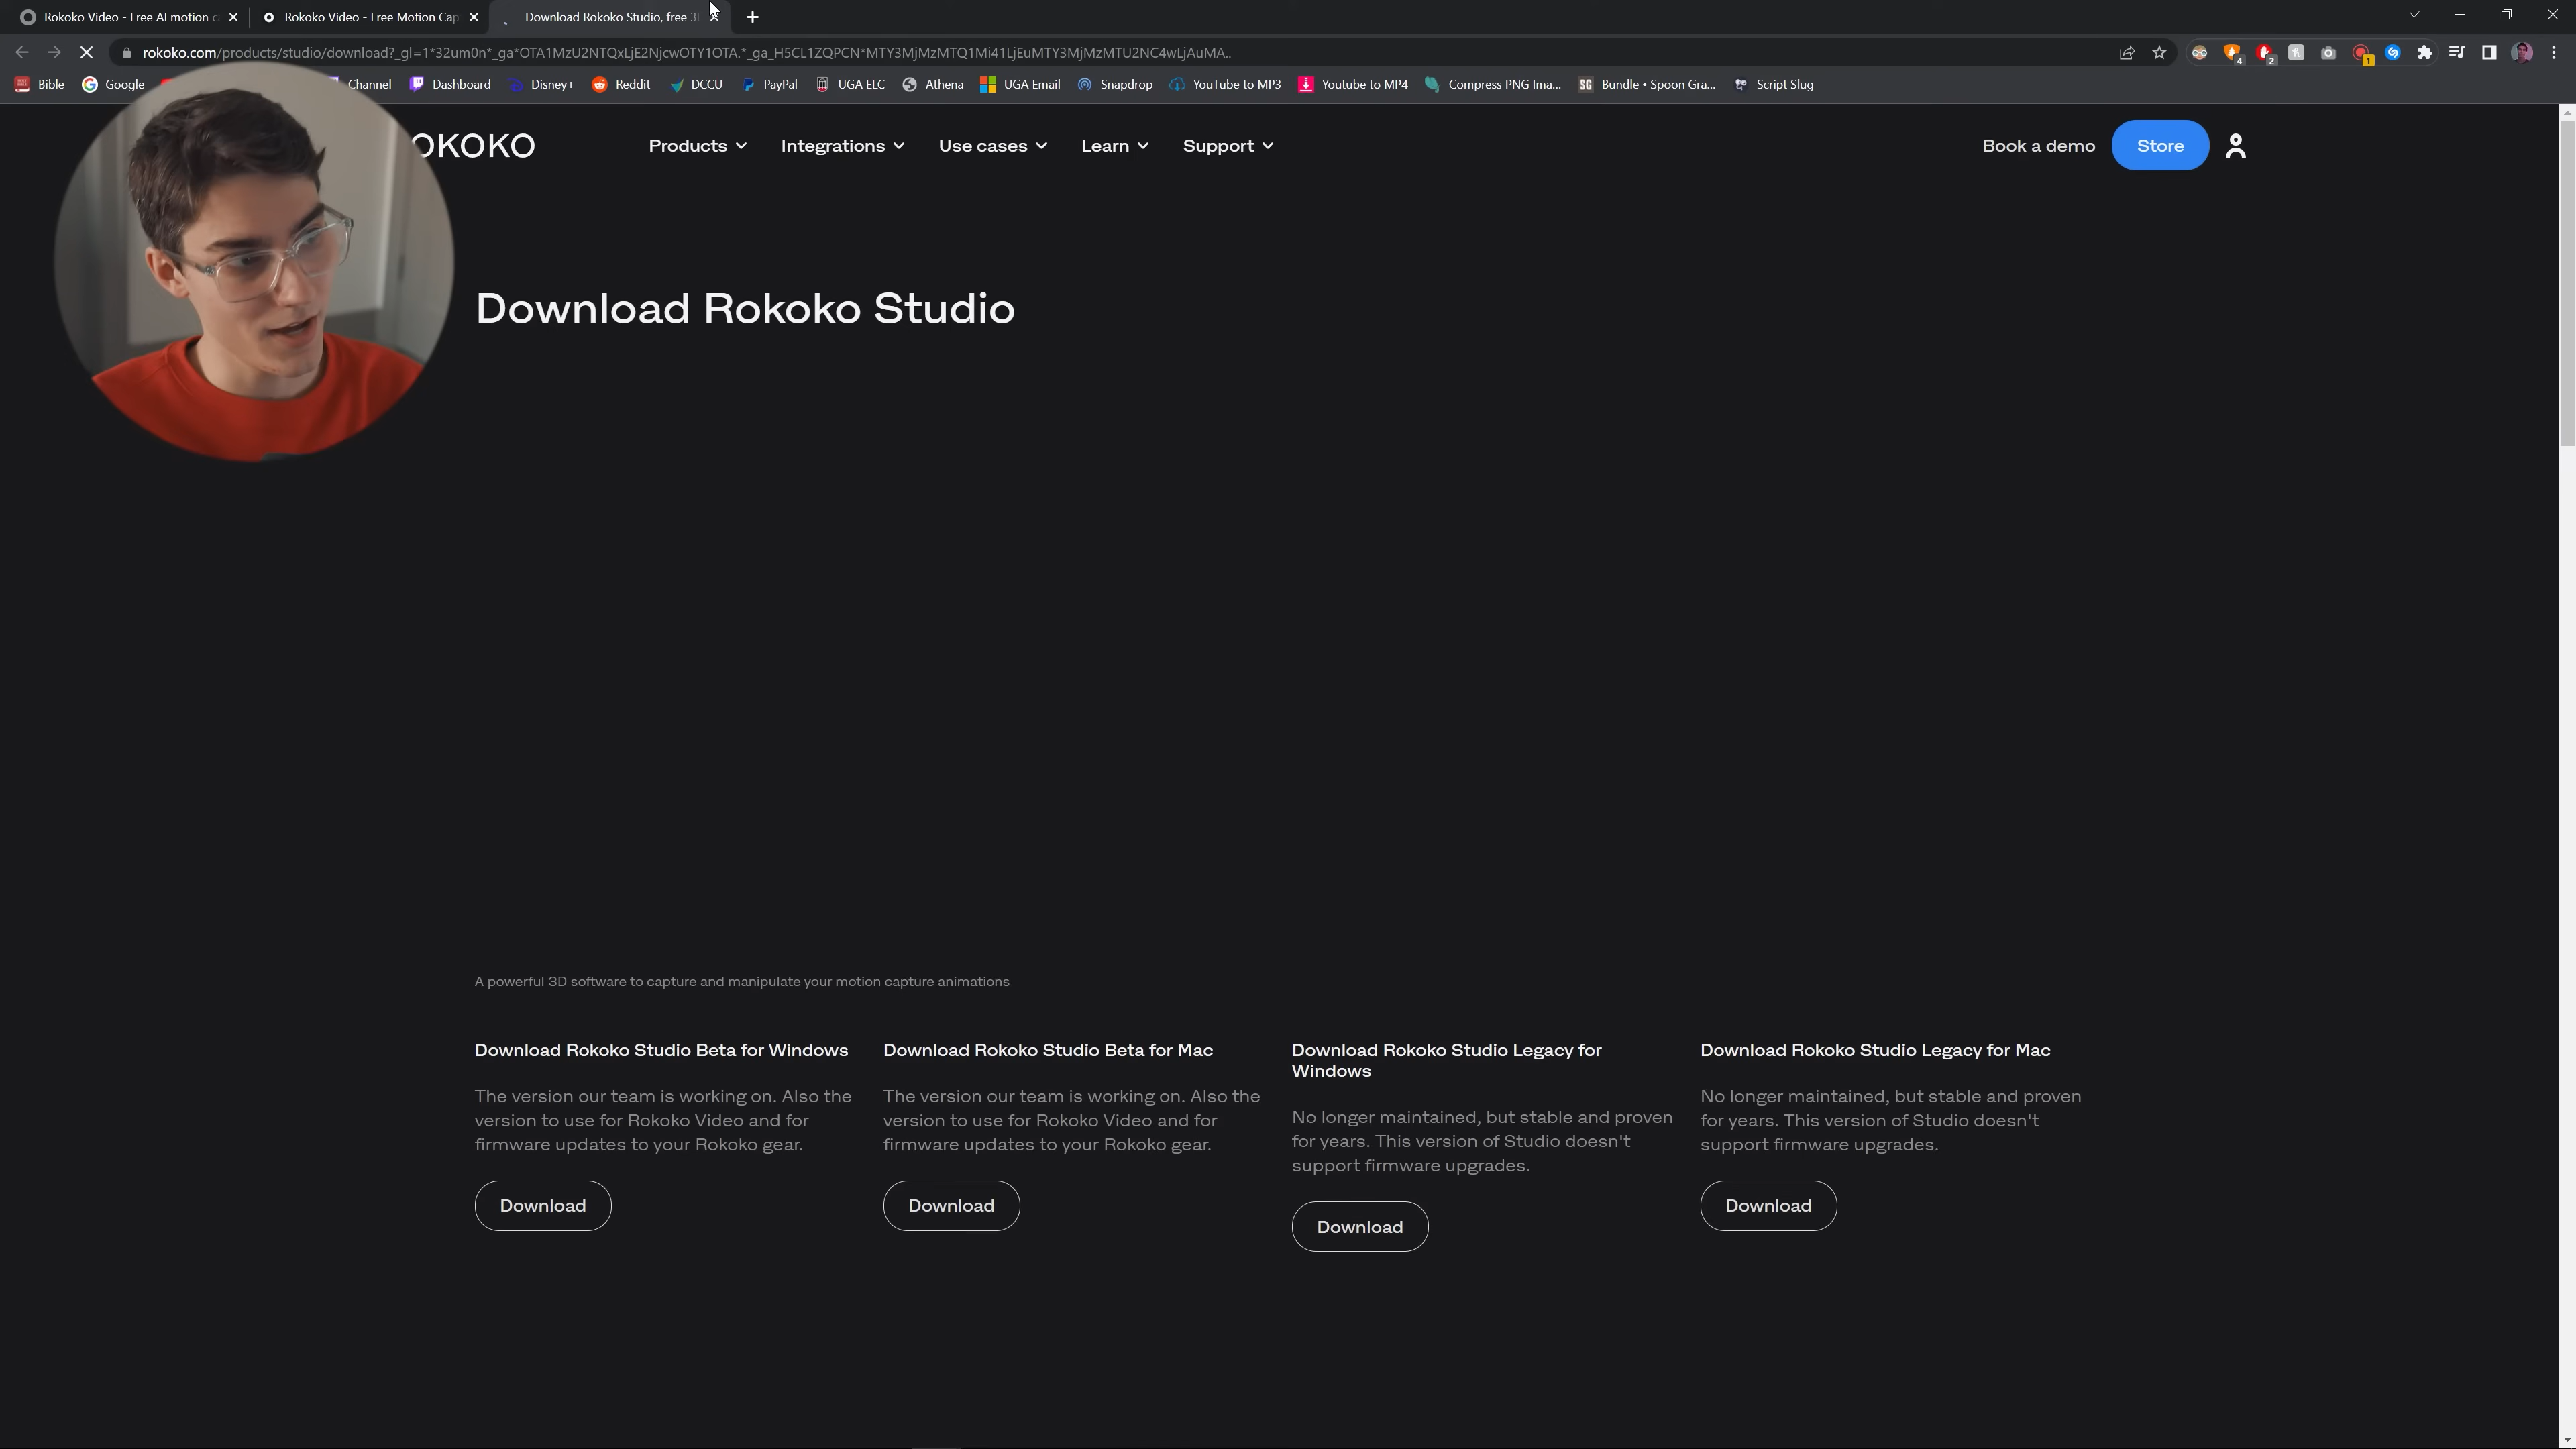 Rokoko Video - Free AI motion c
Rokoko Video - Free Motion Cap
Download Rokoko Studio, free 3
rokoko.com/products/studio/download?_gl=1*32um0n*_ga*OTA1MzU2NTQxLjE2NjcwOTY1OTA.*_ga_H5CL1ZQPCN*MTY3MjMzMTQ1Mi41LjEuMTY3MjMzMTU2NC4wLjAuMA..
4
2
1
Bible
Google
Channel
Dashboard
Disney+
Reddit
DCCU
PayPal
UGA ELC
Athena
UGA Email
Snapdrop
YouTube to MP3
Youtube to MP4
Compress PNG Ima...
SG
Bundle • Spoon Gra...
Script Slug
OKOKO
Products
Integrations
Use cases
Learn
Support
Book a demo
Store
Download Rokoko Studio
A powerful 3D software to capture and manipulate your motion capture animations
Download Rokoko Studio Beta for Windows
The version our team is working on. Also the
version to use for Rokoko Video and for
firmware updates to your Rokoko gear.
Download
Download Rokoko Studio Beta for Mac
The version our team is working on. Also the
version to use for Rokoko Video and for
firmware updates to your Rokoko gear.
Download
Download Rokoko Studio Legacy for
Windows
No longer maintained, but stable and proven
for years. This version of Studio doesn't
support firmware upgrades.
Download
Download Rokoko Studio Legacy for Mac
No longer maintained, but stable and proven
for years. This version of Studio doesn't
support firmware upgrades.
Download